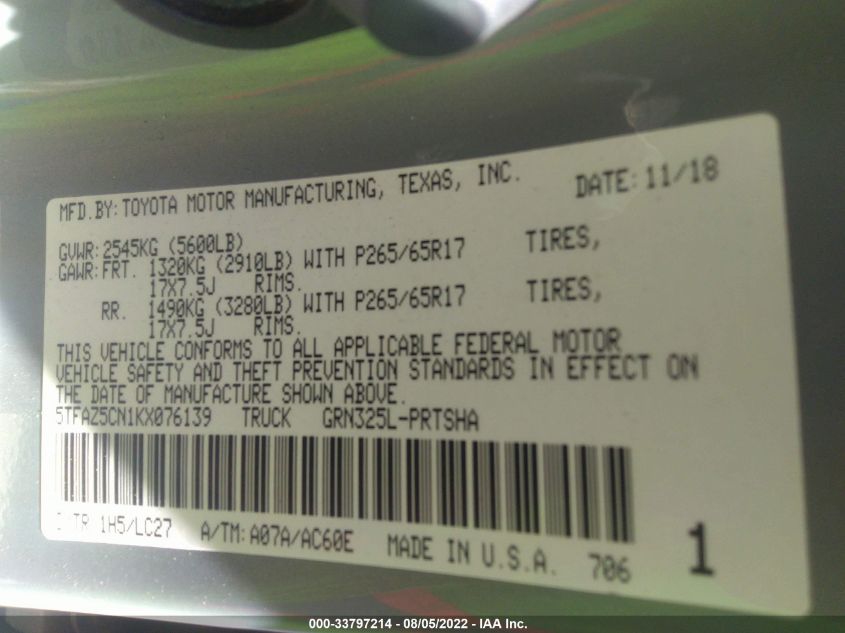 MFD.BY: TOYOTA MOTOR MANUFACTURING, TEXAS, INC. DATE: 11/18
GVWR: 2545KG (5600LB)
GAWR: FRT. 1320KG (2910LB) WITH P265/65R17 TIRES,
17X7.5J RIMS.
RR. 1490KG (3280LB) WITH P265/65R17 TIRES,
17X7.5J RIMS.
THIS VEHICLE CONFORMS TO ALL APPLICABLE FEDERAL MOTOR
VEHICLE SAFETY AND THEFT PREVENTION STANDARDS IN EFFECT ON
THE DATE OF MANUFACTURE SHOWN ABOVE.
5TFAZ5CN1KX076139 TRUCK GRN325L-PRTSHA
TR 1H5/LC27 A/TM: A07A/AC60E MADE IN U.S.A. 706 1
000-33797214 - 08/05/2022 - IAA Inc.